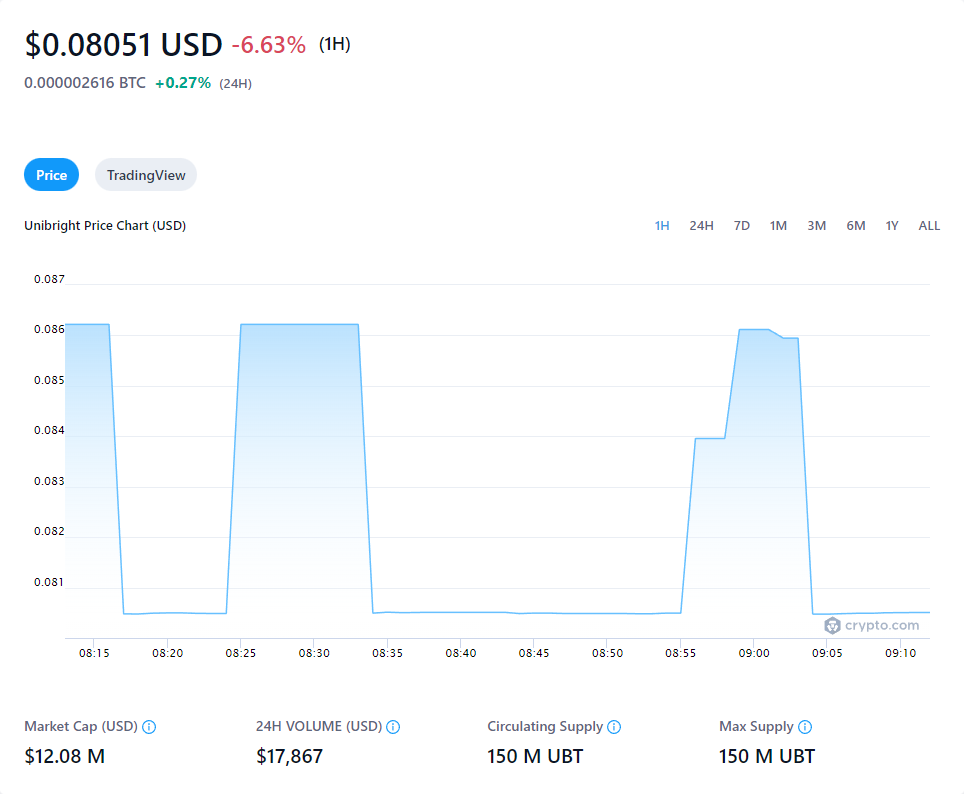 $0.08051 USD -6.63% (1H)
0.000002616 BTC +0.27% (24H)
Price TradingView
Unibright Price Chart (USD) 1H 24H 7D 1M 3M 6M 1Y ALL
0.087
0.086
0.085
0.084
0.083
0.082
0.081
crypto.com
08:15 08:20 08:25 08:30 08:35 08:40 08:45 08:50 08:55 09:00 09:05 09:10
Market Cap (USD) 24H VOLUME (USD) Circulating Supply Max Supply
$12.08 M $17,867 150 M UBT 150 M UBT